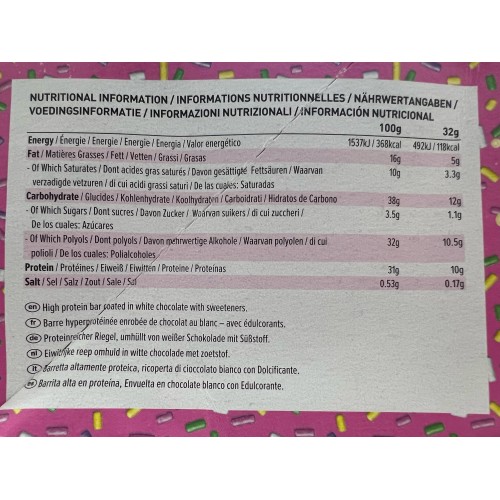 NUTRITIONAL INFORMATION / INFORMATIONS NUTRITIONNELLES / NÄHRWERTANGABEN /
VOEDINGSINFORMATIE / INFORMAZIONI NUTRIZIONALI / INFORMACIÓN NUTRICIONAL
100g 32g
Energy / Énergie / Energie / Energie / Energia / Valor energético 1537kJ / 368kcal 492kJ / 118kcal
Fat / Matières Grasses / Fett / Vetten / Grassi / Grasas 16g 5g
- Of Which Saturates / Dont acides gras saturés / Davon gesättigte Fettsäuren / Waarvan 10g 3.3g
verzadigde vetzuren / di cui acidi grassi saturi / De las cuales: Saturadas
Carbohydrate / Glucides / Kohlenhydrate / Koolhydraten / Carboidrati / Hidratos de Carbono 38g 12g
- Of Which Sugars / Dont sucres / Davon Zucker / Waarvan suikers / di cui zuccheri / 3.5g 1.1g
De los cuales: Azúcares
- Of Which Polyols / Dont polyols / Davon mehrwertige Alkohole / Waarvan polyolen / di cui 32g 10.5g
polioli / De los cuales: Polialcoholes
Protein / Protéines / Eiweiß / Eiwitten / Proteine / Proteínas 31g 10g
Salt / Sel / Salz / Zout / Sale / Sal 0.53g 0.17g
en High protein bar coated in white chocolate with sweeteners.
fr Barre hyperprotéinée enrobée de chocolat au blanc – avec édulcorants.
de Proteinreicher Riegel, umhüllt von weißer Schokolade mit Süßstoff.
nl Eiwitrijke reep omhuld in witte chocolade met zoetstof.
it Barretta altamente proteica, ricoperta di cioccolato bianco con Dolcificante.
es Barrita alta en proteína, Envuelta en chocolate blanco con Edulcorante.